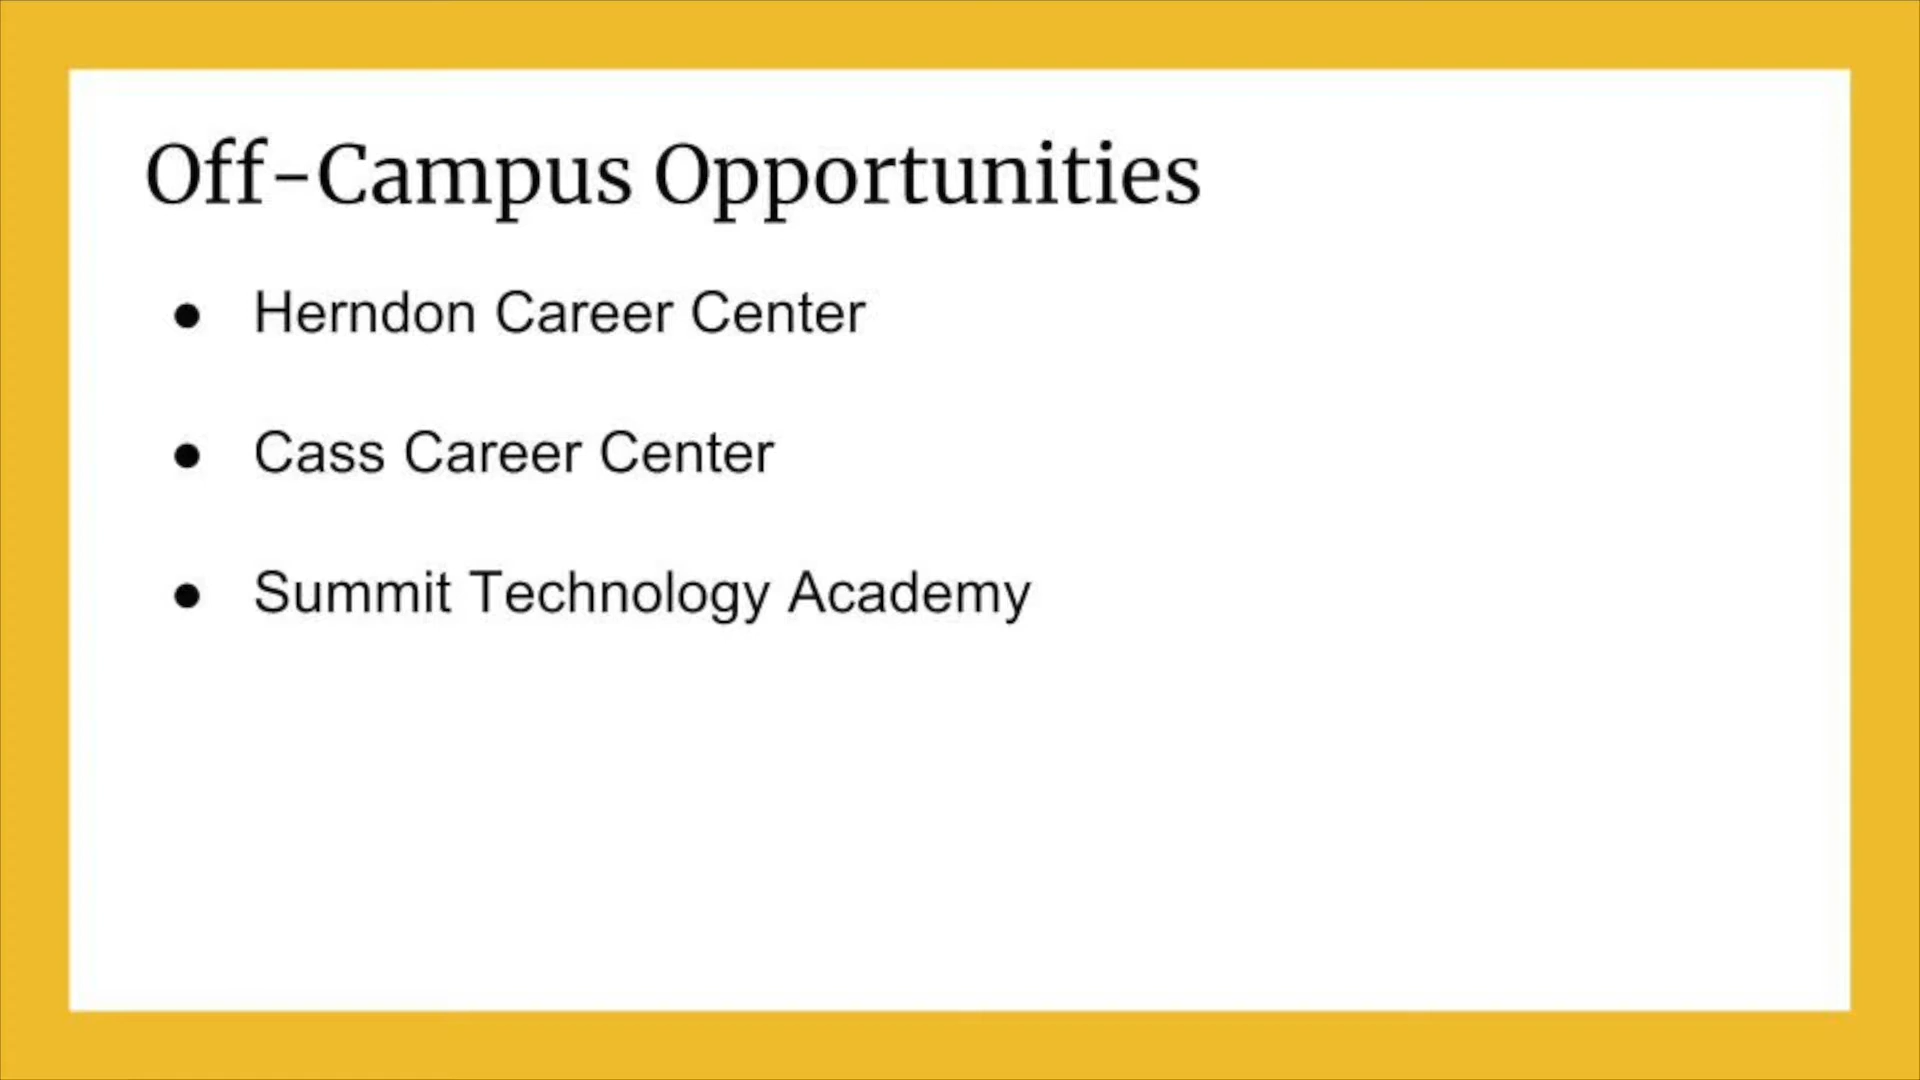 Off-Campus Opportunities
● Herndon Career Center
● Cass Career Center
● Summit Technology Academy